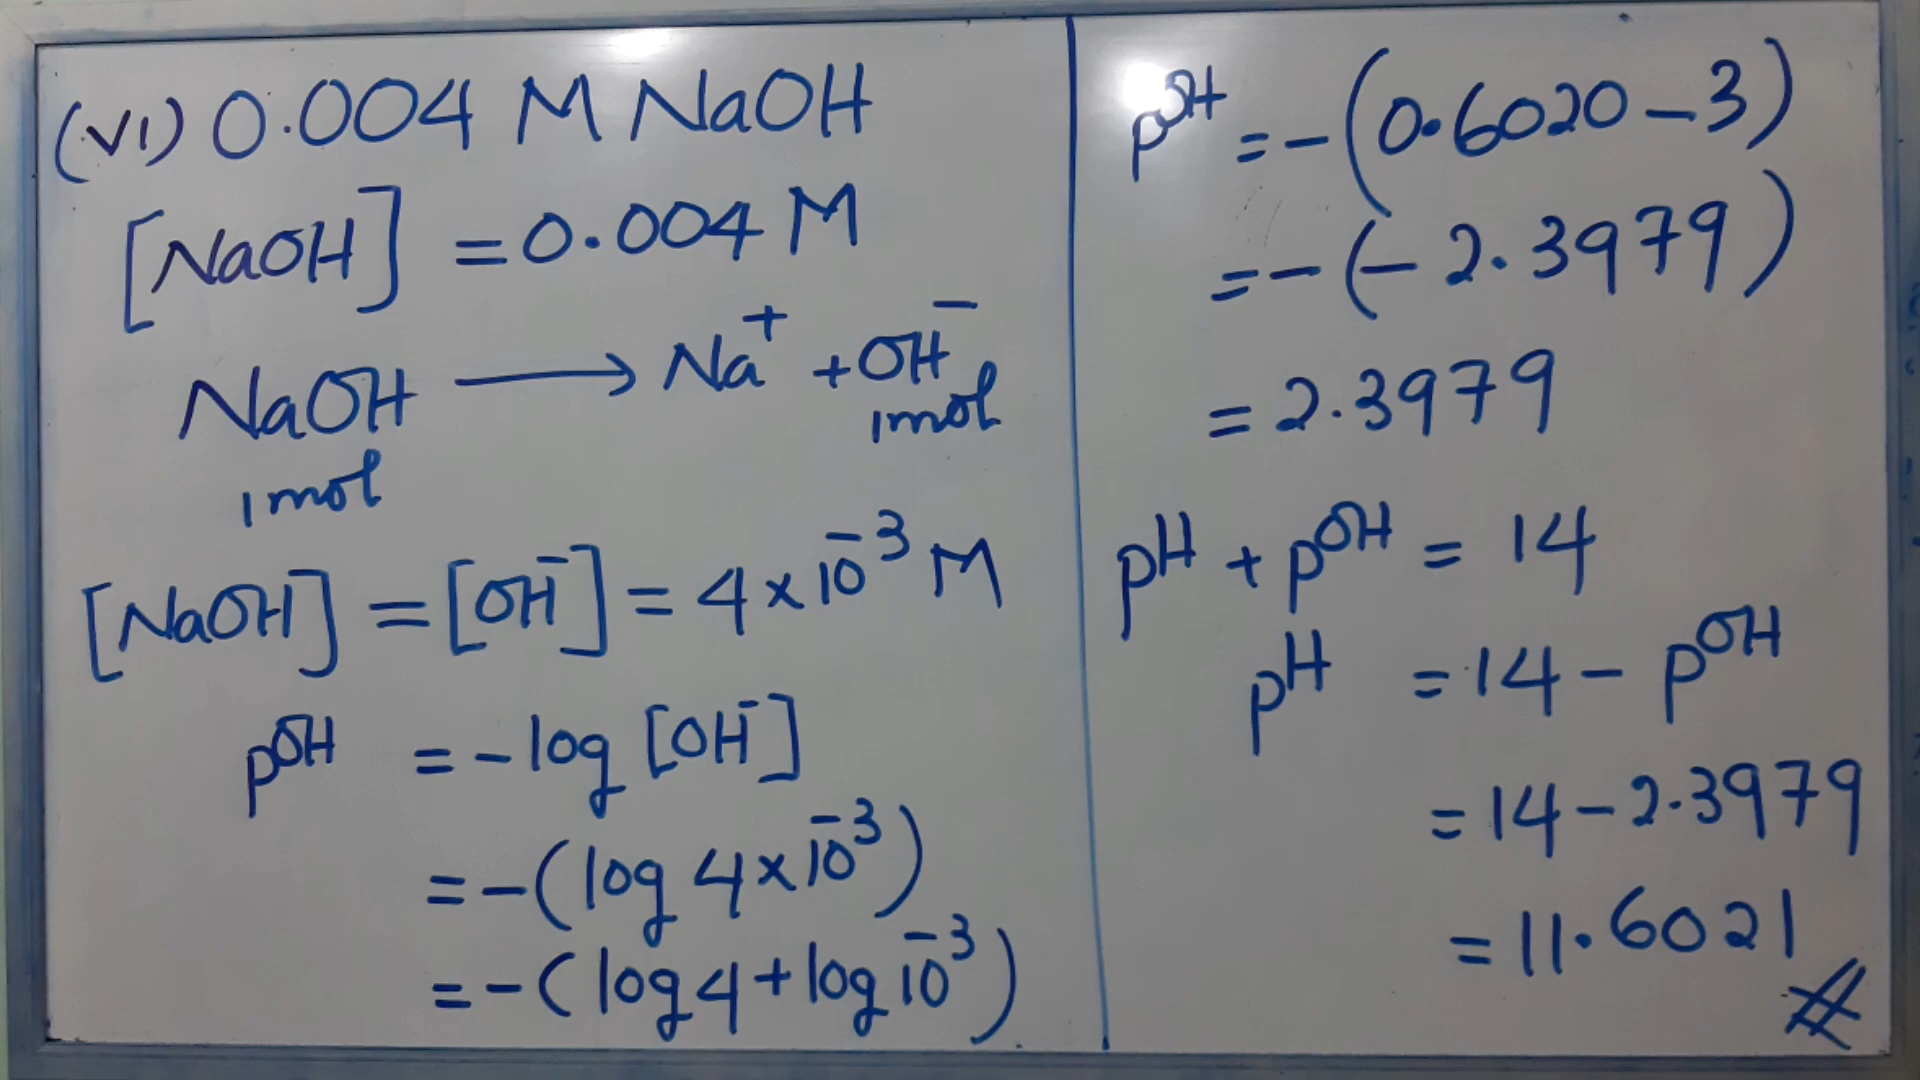 (VI) 0.004 M NaOH
[NaOH] = 0.004 M
NaOH ⟶ Na⁺ + OH⁻
1mol 1mol
[NaOH] = [OH⁻] = 4 × 10⁻³ M
pOH = - log [OH⁻]
= - (log 4 × 10⁻³)
= - (log 4 + log 10⁻³)
pOH = - (0.6020 - 3)
= - (- 2.3979)
= 2.3979
pH + pOH = 14
pH = 14 - pOH
= 14 - 2.3979
= 11.6021